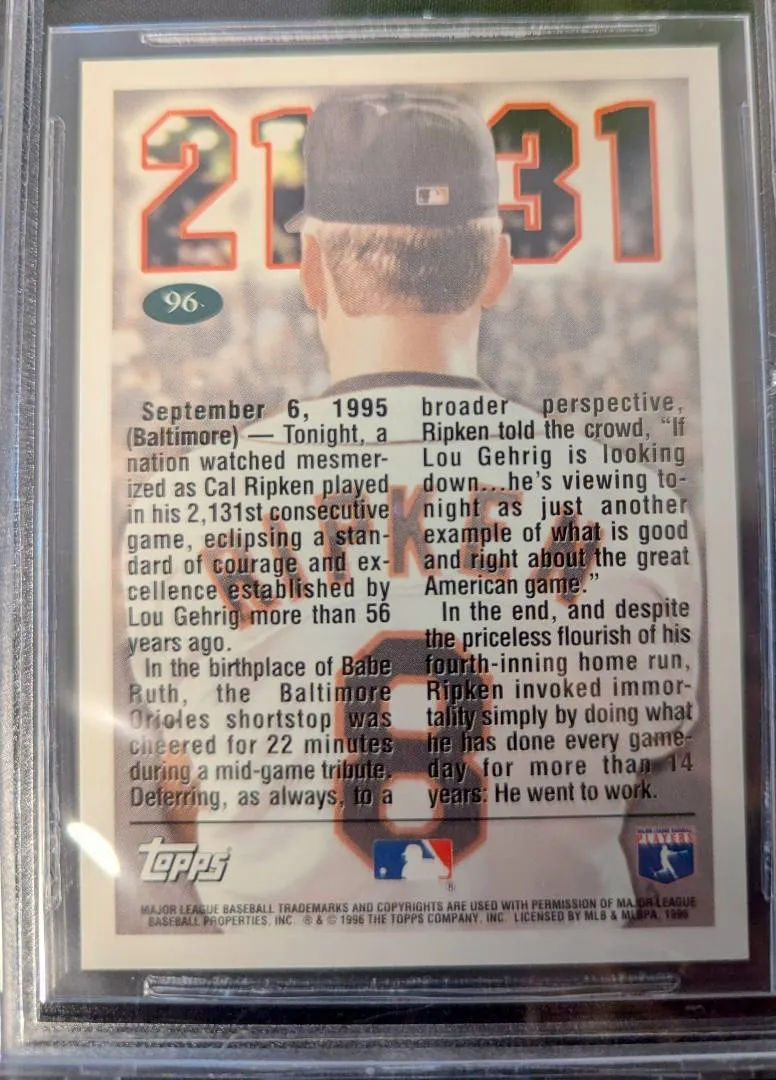 21 31
96
September 6, 1995
(Baltimore) — Tonight, a
nation watched mesmer-
ized as Cal Ripken played
in his 2,131st consecutive
game, eclipsing a stan-
dard of courage and ex-
cellence established by
Lou Gehrig more than 56
years ago.
In the birthplace of Babe
Ruth, the Baltimore
Orioles shortstop was
cheered for 22 minutes
during a mid-game tribute.
Deferring, as always, to a
broader perspective,
Ripken told the crowd, “If
Lou Gehrig is looking
down...he’s viewing to-
night as just another
example of what is good
and right about the great
American game.”
In the end, and despite
the priceless flourish of his
fourth-inning home run,
Ripken invoked immor-
tality simply by doing what
he has done every game-
day for more than 14
years: He went to work.
RIPKEN
8
Topps
®
MAJOR LEAGUE BASEBALL
PLAYERS
MAJOR LEAGUE BASEBALL TRADEMARKS AND COPYRIGHTS ARE USED WITH PERMISSION OF MAJOR LEAGUE
BASEBALL PROPERTIES, INC. ® & © 1996 THE TOPPS COMPANY, INC. LICENSED BY MLB & MLBPA, 1996